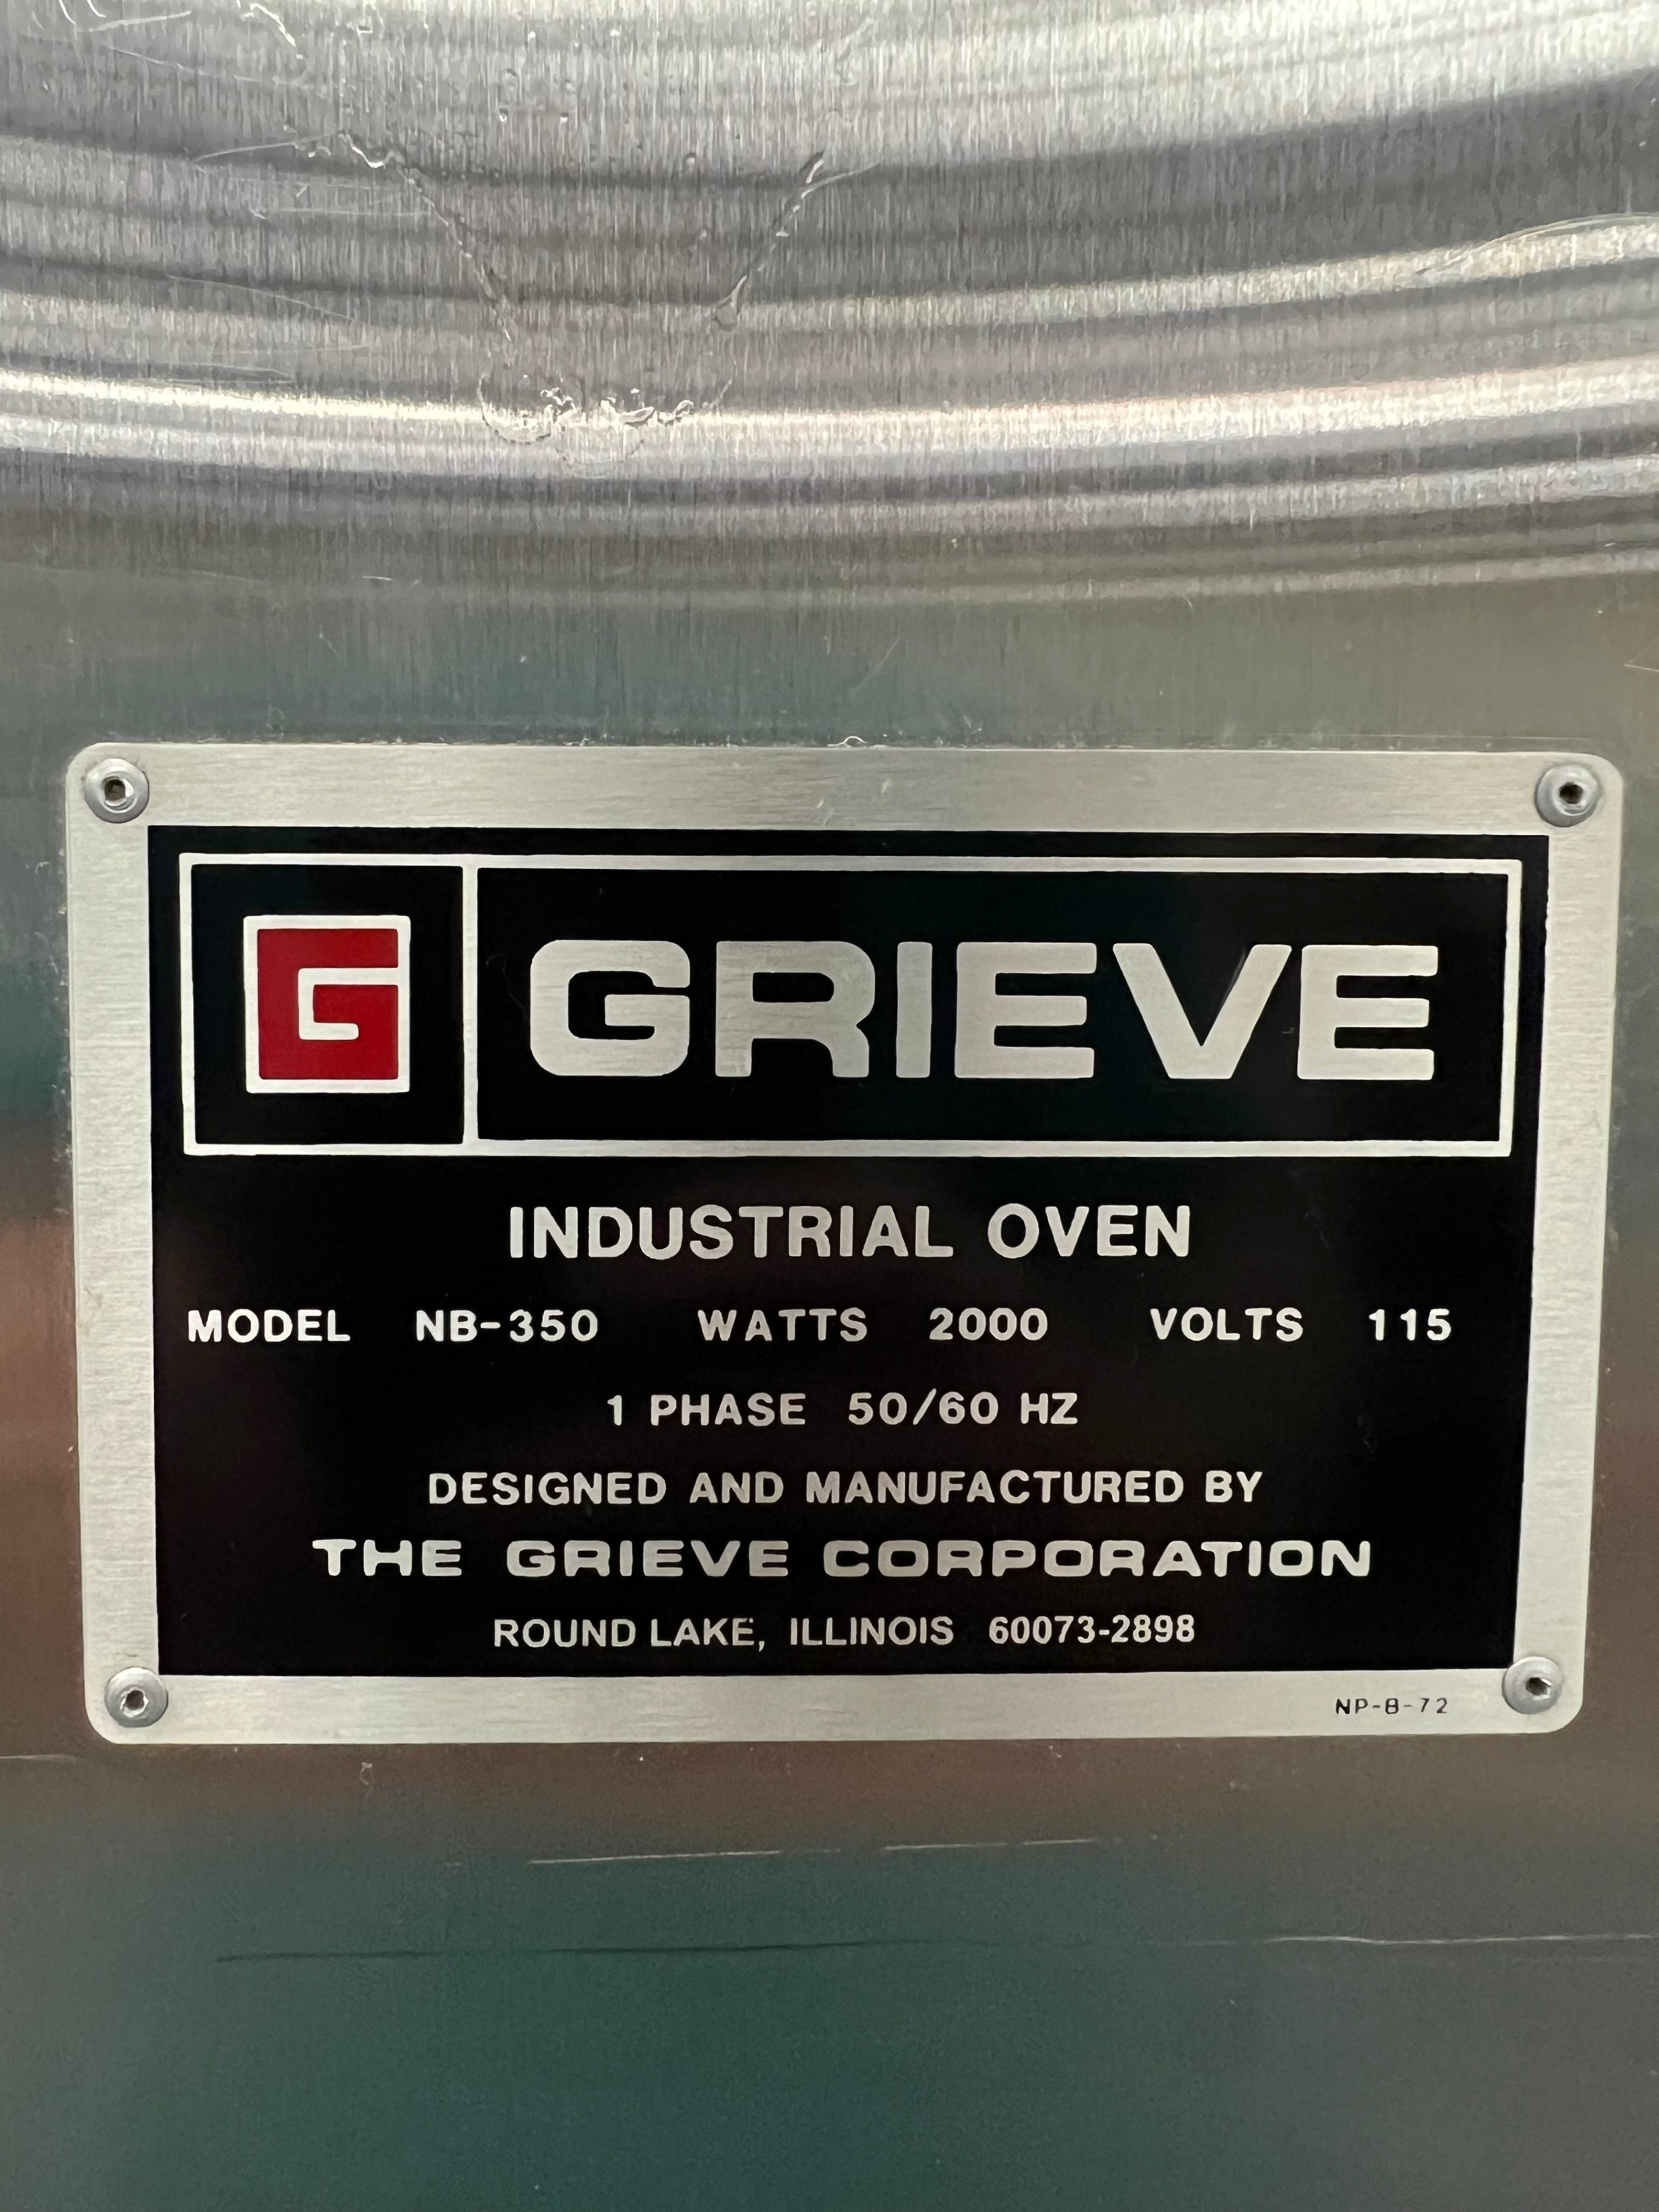 G GRIEVE
INDUSTRIAL OVEN
MODEL NB-350 WATTS 2000 VOLTS 115
1 PHASE 50/60 HZ
DESIGNED AND MANUFACTURED BY
THE GRIEVE CORPORATION
ROUND LAKE, ILLINOIS 60073-2898
NP-8-72